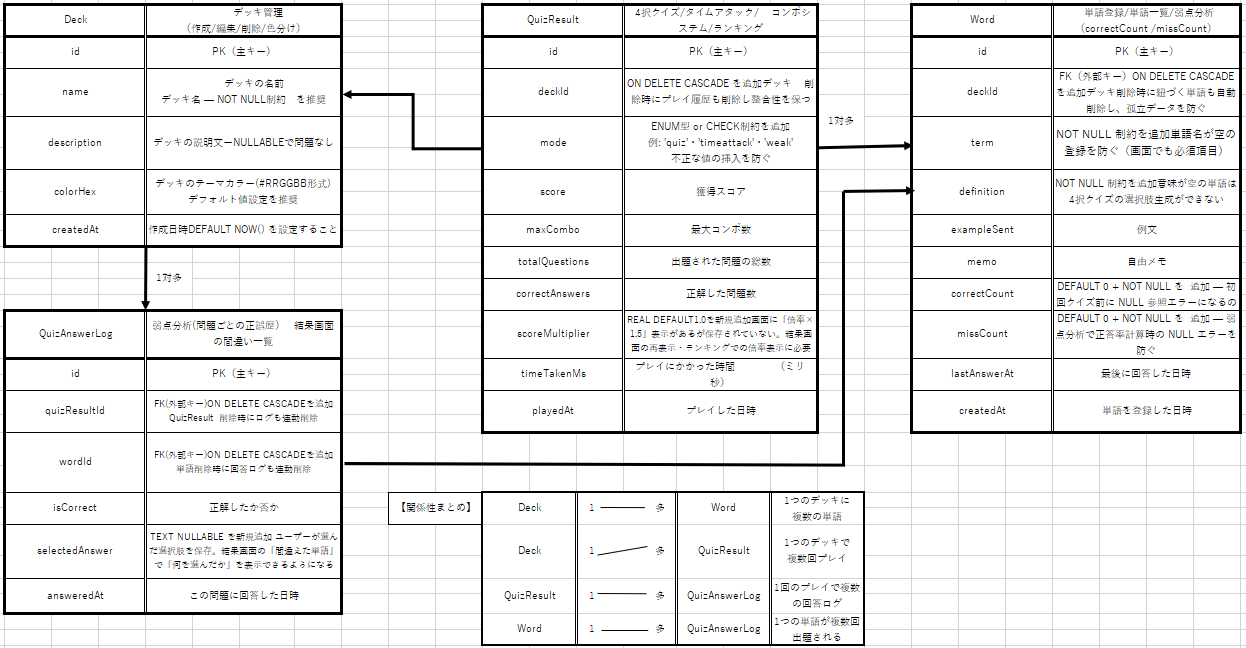 Deck
デッキ管理
(作成/編集/削除/色分け)
id
PK（主キー）
name
デッキの名前
デッキ名 — NOT NULL制約　を推奨
description
デッキの説明文ーNULLABLEで問題なし
colorHex
デッキのテーマカラー(#RRGGBB形式)
デフォルト値設定を推奨
createdAt
作成日時DEFAULT NOW() を設定すること
1対多
QuizAnswerLog
弱点分析(問題ごとの正誤歴)　結果画面
の間違い一覧
id
PK（主キー）
quizResultId
FK(外部キー)ON DELETE CASCADEを追加
QuizResult 削除時にログも連動削除
wordId
FK(外部キー)ON DELETE CASCADEを追加
単語削除時に回答ログも連動削除
isCorrect
正解したか否か
selectedAnswer
TEXT NULLABLE を新規追加 ユーザーが選ん
だ選択肢を保存。結果画面の「間違えた単語」
で「何を選んだか」を表示できるようになる
answeredAt
この問題に回答した日時
QuizResult
4択クイズ/タイムアタック/　コンボシ
ステム/ランキング
id
PK（主キー）
deckId
ON DELETE CASCADE を追加デッキ　削
除時にプレイ履歴も削除し整合性を保つ
mode
ENUM型 or CHECK制約を追加
例: 'quiz'・'timeattack'・'weak'
不正な値の挿入を防ぐ
score
獲得スコア
maxCombo
最大コンボ数
totalQuestions
出題された問題の総数
correctAnswers
正解した問題数
scoreMultiplier
REAL DEFAULT1.0を新規追加画面に「倍率×
1.5」表示があるが保存されていない。結果画
面の再表示・ランキングでの倍率表示に必要
timeTakenMs
プレイにかかった時間　　　　（ミリ
秒）
playedAt
プレイした日時
1対多
Word
単語登録/単語一覧/弱点分析
(correctCount /missCount)
id
PK（主キー）
deckId
FK（外部キー）ON DELETE CASCADE
を追加デッキ削除時に紐づく単語も自動
削除し、孤立データを防ぐ
term
NOT NULL 制約を追加単語名が空の
登録を防ぐ（画面でも必須項目）
definition
NOT NULL 制約を追加意味が空の単語は
4択クイズの選択肢生成ができない
exampleSent
例文
memo
自由メモ
correctCount
DEFAULT 0 + NOT NULL を 追加 — 初
回クイズ前に NULL 参照エラーになるの
missCount
DEFAULT 0 + NOT NULL を 追加 — 弱
点分析で正答率計算時の NULL エラーを
防ぐ
lastAnswerAt
最後に回答した日時
createdAt
単語を登録した日時
【関係性まとめ】
Deck 1 多 Word 1つのデッキに
複数の単語
Deck 1 多 QuizResult 1つのデッキで
複数回プレイ
QuizResult 1 多 QuizAnswerLog 1回のプレイで複数
の回答ログ
Word 1 多 QuizAnswerLog 1つの単語が複数回
出題される